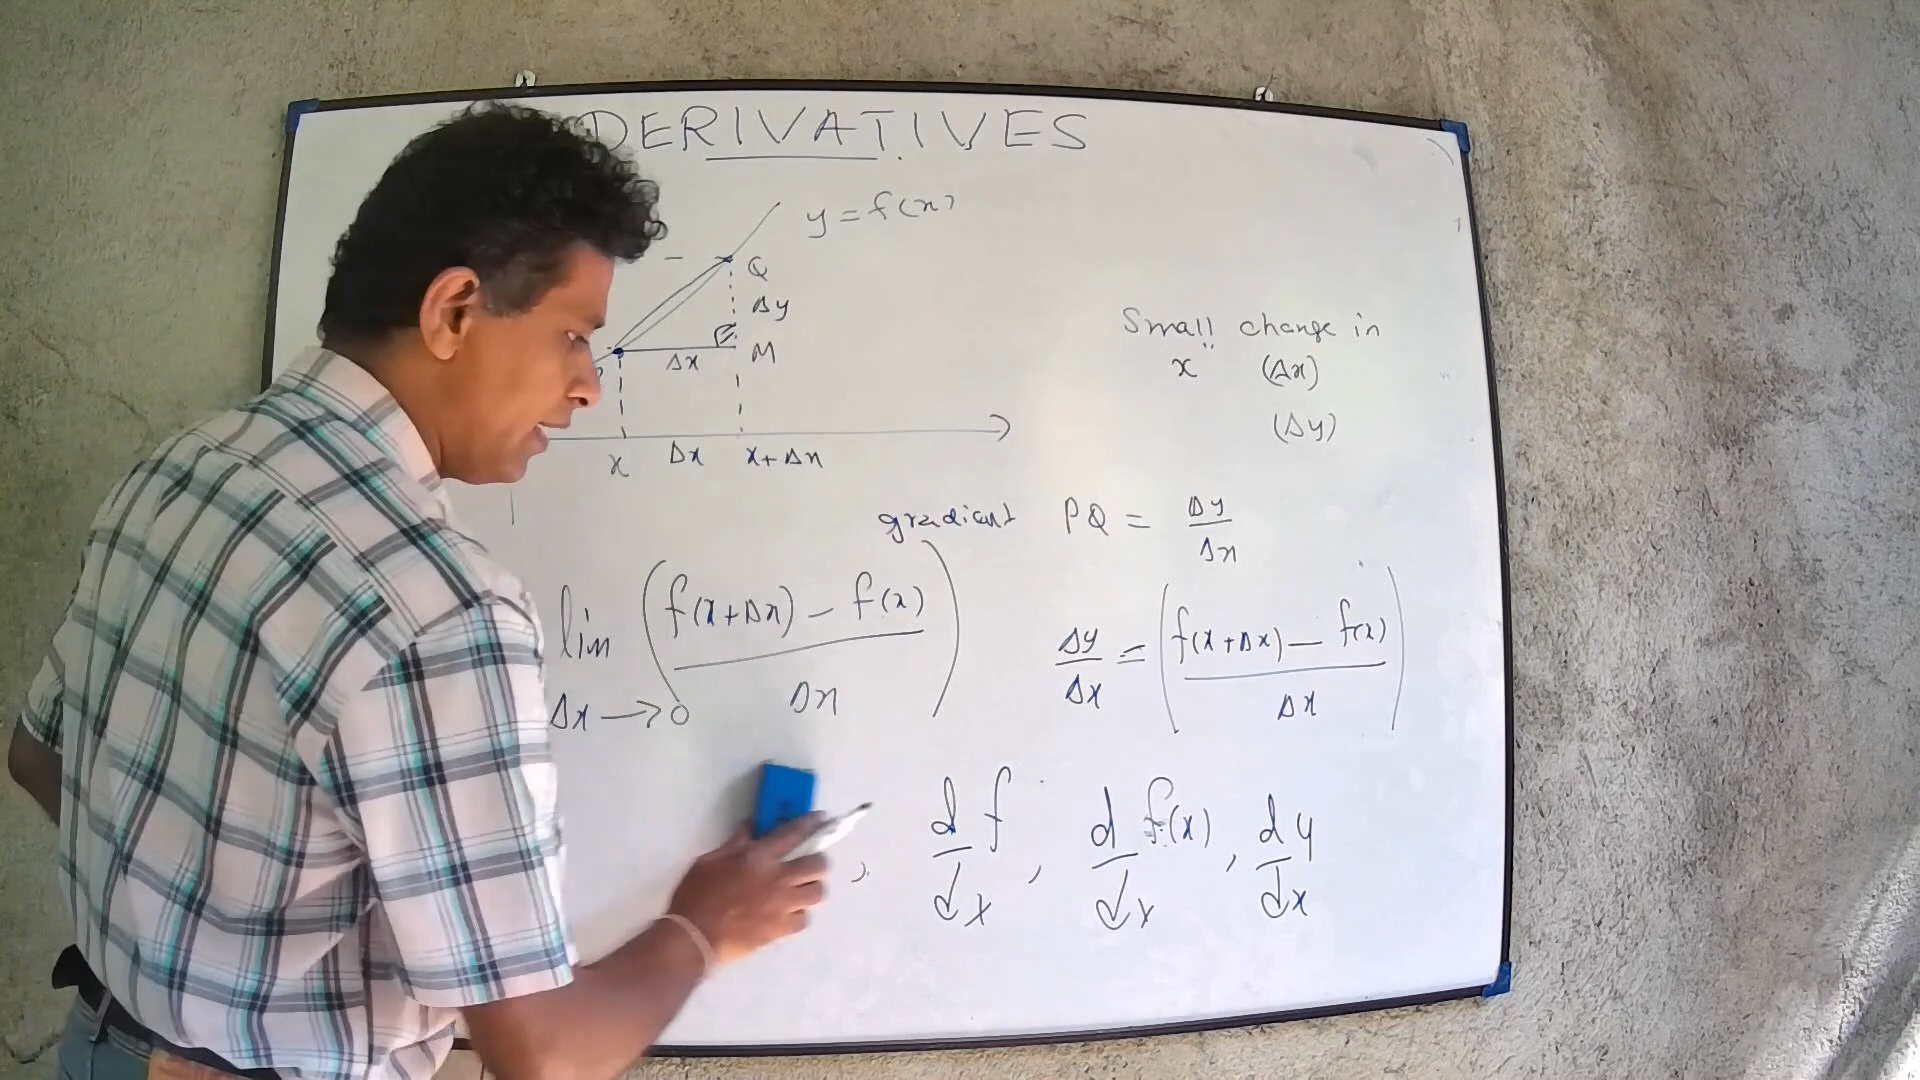 DERIVATIVES
y = f(x)
Q
Δy
Δx M
x Δx x+Δx
Small change in
x (Δx)
(Δy)
gradient PQ = Δy/Δx
lim Δx→0 (f(x+Δx) - f(x) / Δx)
Δy/Δx = (f(x+Δx) - f(x) / Δx)
, d/dx f , d/dx f(x) , dy/dx